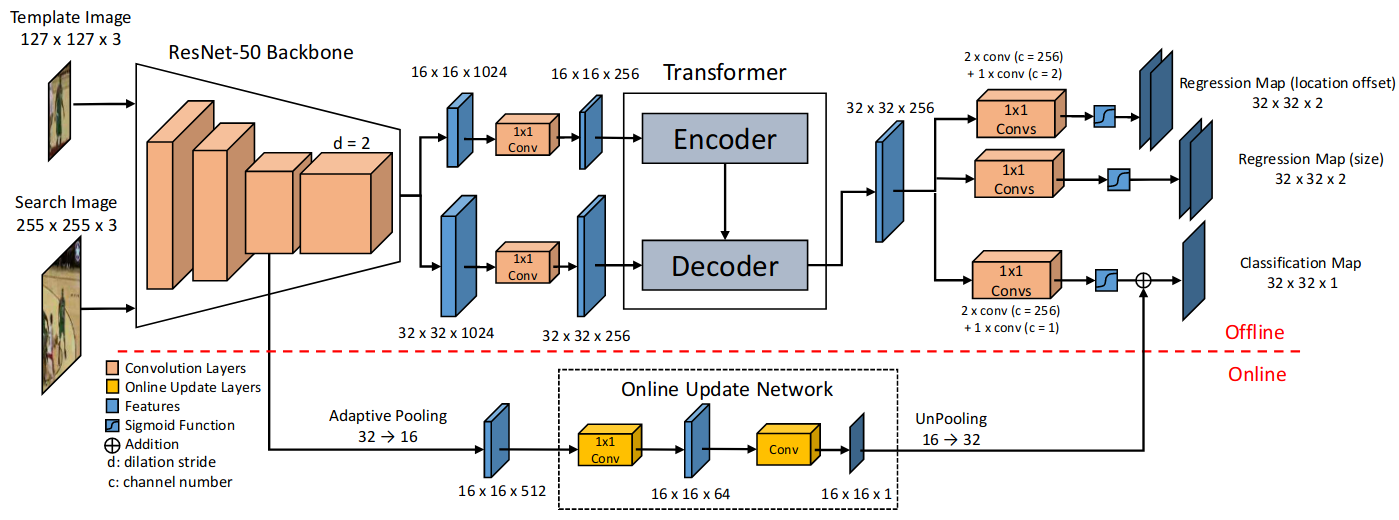 Template Image
127 x 127 x 3
ResNet-50 Backbone
d = 2
Search Image
255 x 255 x 3
16 x 16 x 1024
1x1
Conv
16 x 16 x 256
32 x 32 x 1024
1x1
Conv
32 x 32 x 256
Transformer
Encoder
Decoder
32 x 32 x 256
2 x conv (c = 256)
+ 1 x conv (c = 2)
1x1
Convs
Regression Map (location offset)
32 x 32 x 2
1x1
Convs
Regression Map (size)
32 x 32 x 2
1x1
Convs
2 x conv (c = 256)
+ 1 x conv (c = 1)
Classification Map
32 x 32 x 1
Offline
Online
Convolution Layers
Online Update Layers
Features
Sigmoid Function
Addition
d: dilation stride
c: channel number
Adaptive Pooling
32 → 16
16 x 16 x 512
Online Update Network
1x1
Conv
16 x 16 x 64
Conv
16 x 16 x 1
UnPooling
16 → 32